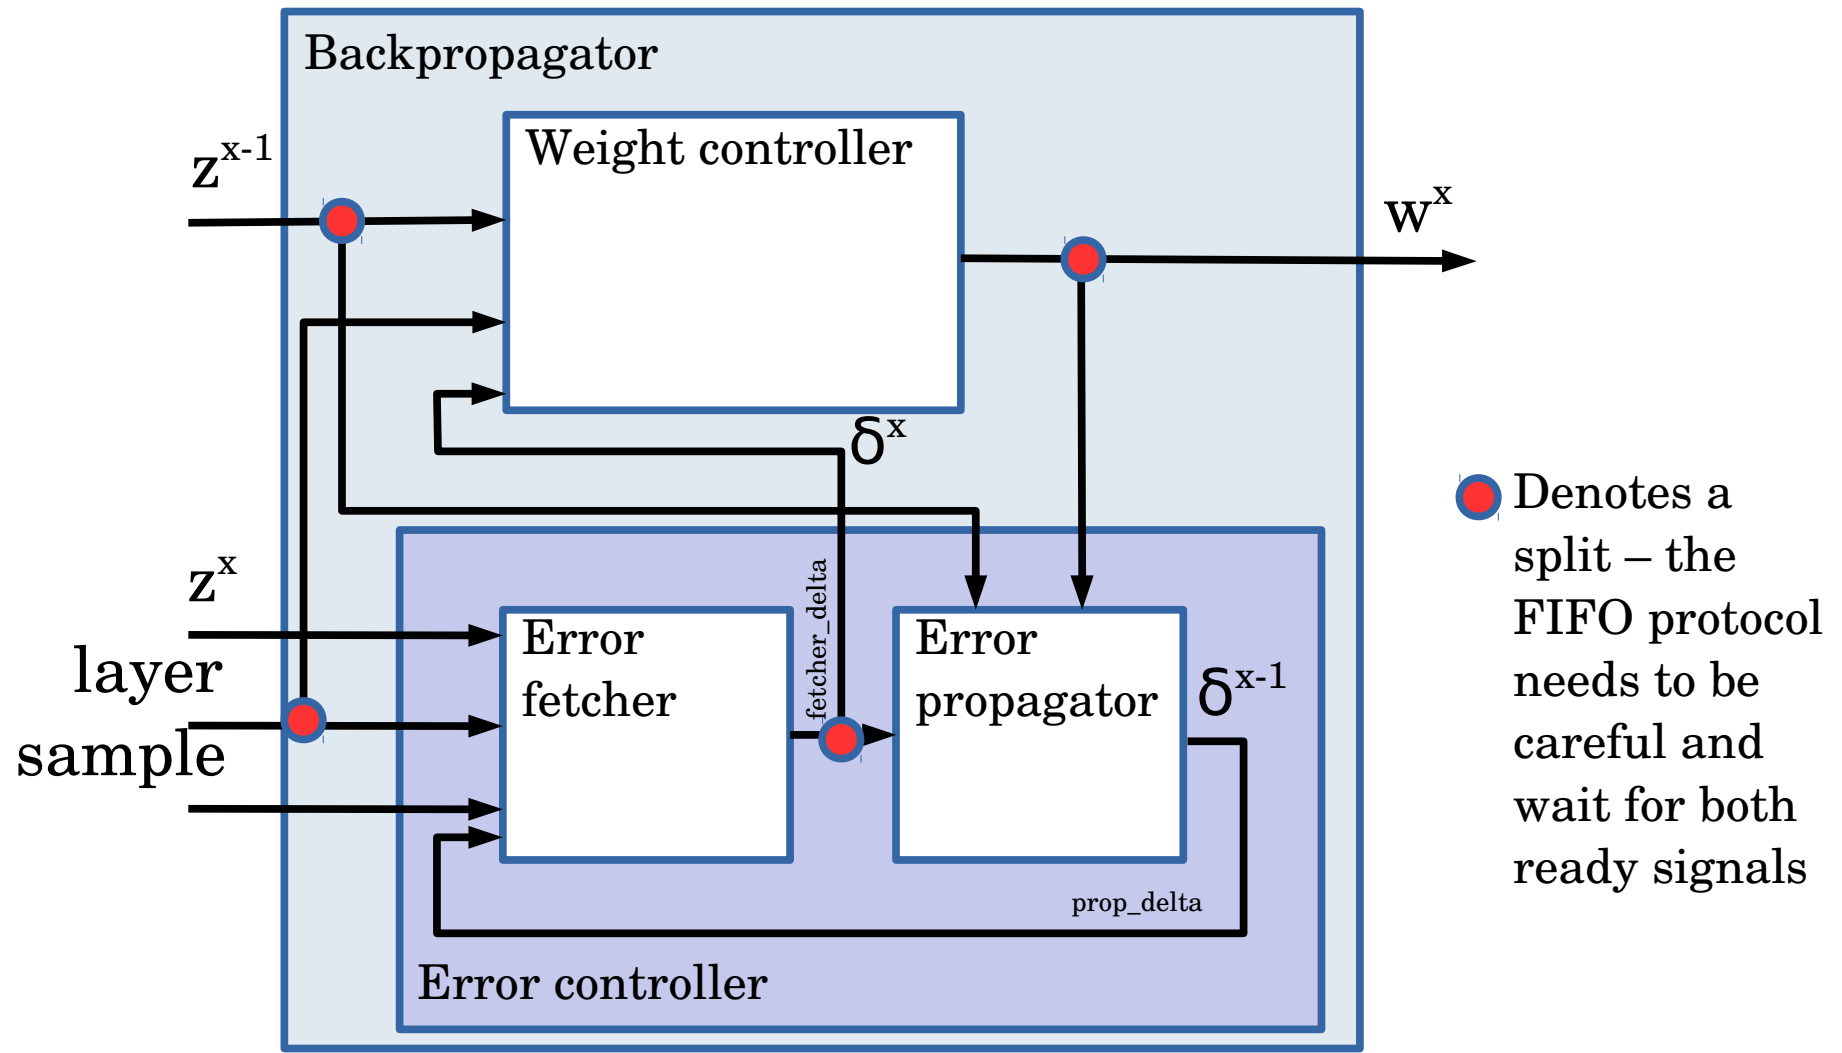 Backpropagator
Weight controller
z^x-1
w^x
δ^x
z^x
layer
sample
fetcher_delta
Error
fetcher
Error
propagator
δ^x-1
prop_delta
Error controller
Denotes a
split – the
FIFO protocol
needs to be
careful and
wait for both
ready signals